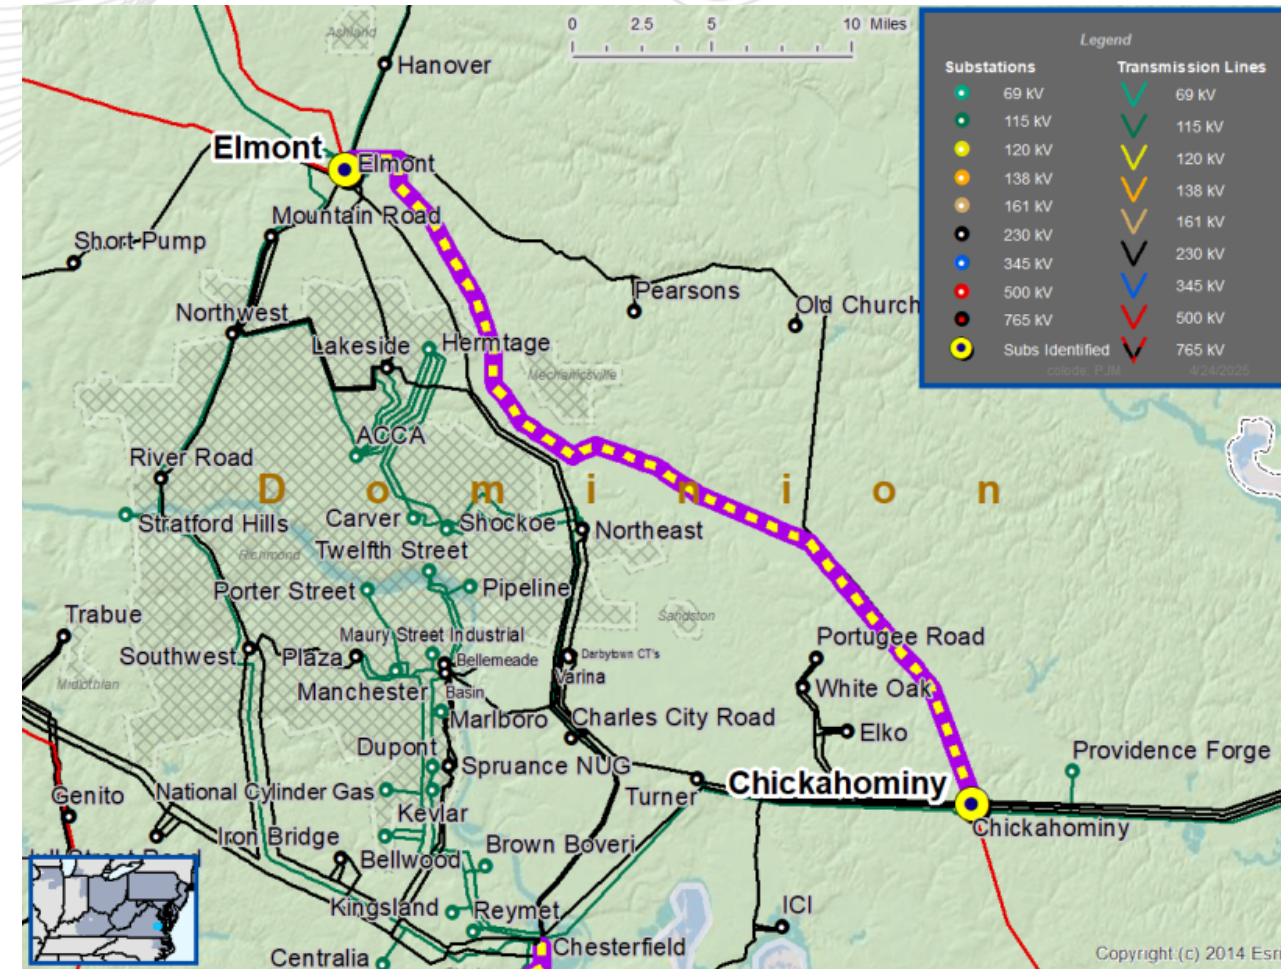 0 2.5 5 10 Miles
Legend
Substations Transmission Lines
69 kV 69 kV
115 kV 115 kV
120 kV 120 kV
138 kV 138 kV
161 kV 161 kV
230 kV 230 kV
345 kV 345 kV
500 kV 500 kV
765 kV 765 kV
Subs Identified
PJM 4/24/2025
Ashland
Hanover
Elmont
Elmont
Mountain Road
Short Pump
Pearsons
Old Church
Northwest
Lakeside
Hermtage
Mechanicsville
ACCA
River Road
Dominion
Stratford Hills
Carver
Shockoe
Northeast
Richmond
Twelfth Street
Porter Street
Pipeline
Trabue
Sandston
Maury Street Industrial
Portugee Road
Southwest
Plaza
Bellemeade
Darbytown CT's
Varina
Midlothian
Manchester
Basin
White Oak
Marlboro
Charles City Road
Elko
Dupont
Spruance NUG
Providence Forge
Genito
National Cylinder Gas
Turner
Chickahominy
Kevlar
Chickahominy
Iron Bridge
Bellwood
Brown Boveri
Kingsland
Reymet
ICI
Chesterfield
Centralia
Copyright:(c) 2014 Esri